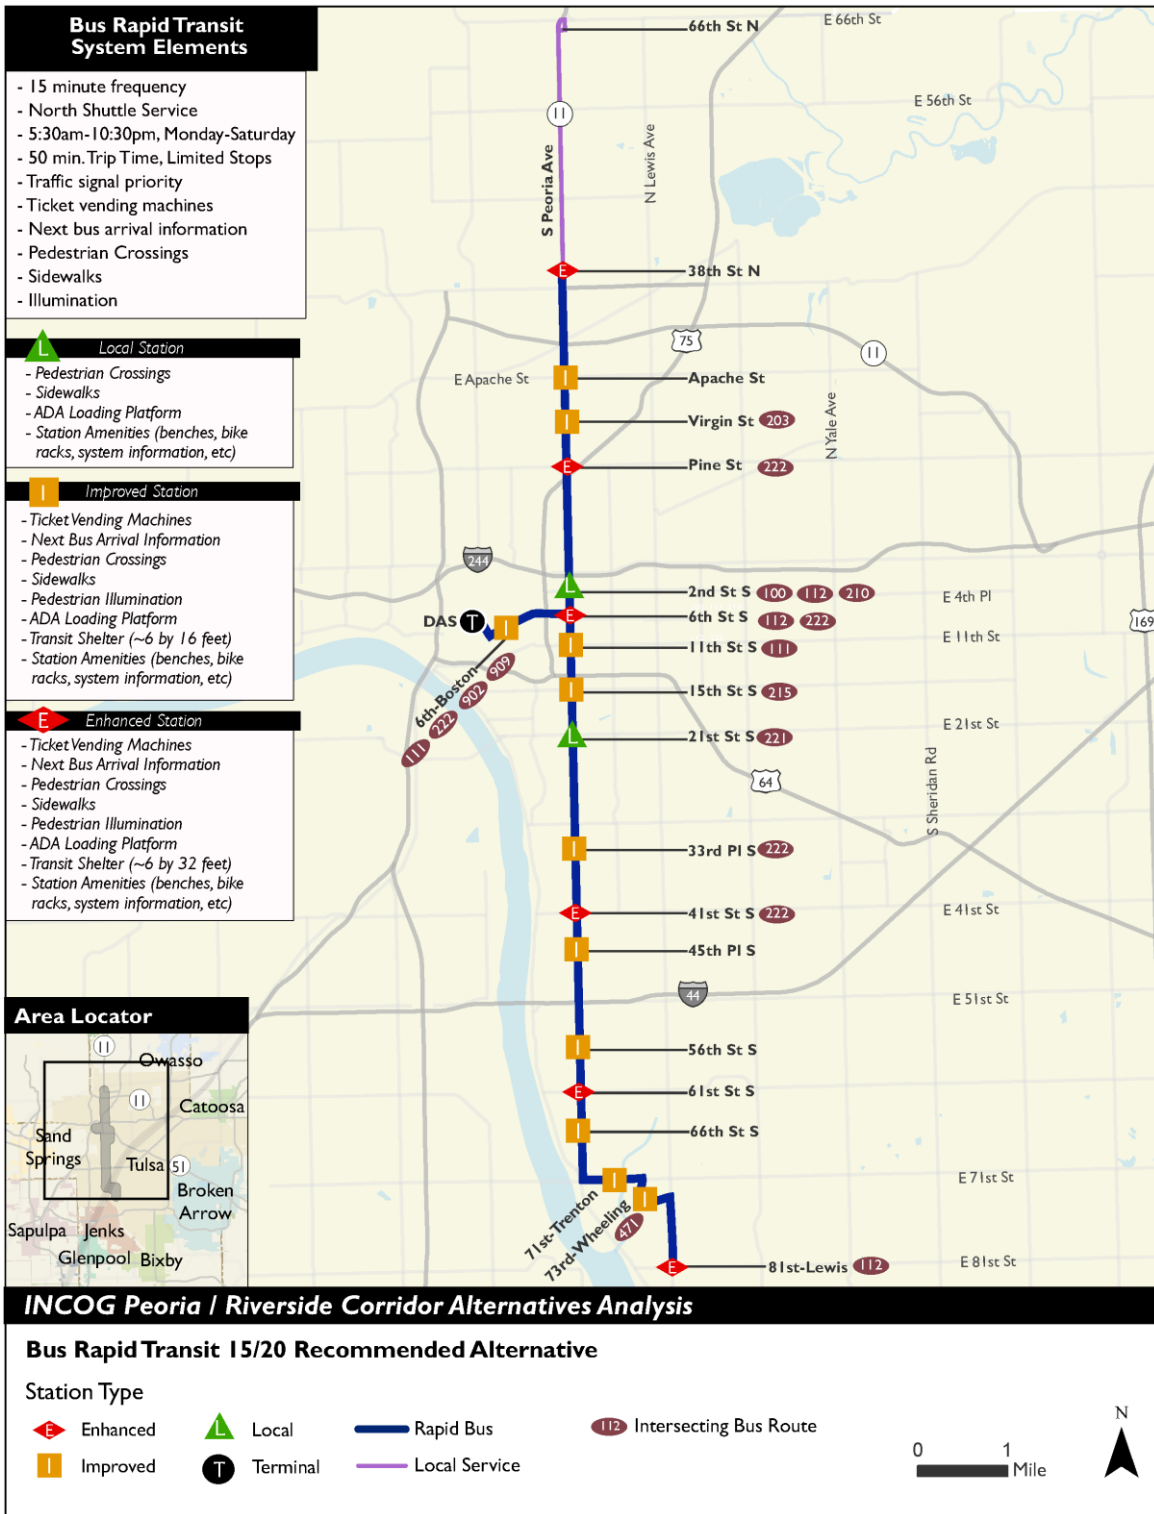 Bus Rapid Transit
System Elements
- 15 minute frequency
- North Shuttle Service
- 5:30am-10:30pm, Monday-Saturday
- 50 min. Trip Time, Limited Stops
- Traffic signal priority
- Ticket vending machines
- Next bus arrival information
- Pedestrian Crossings
- Sidewalks
- Illumination
L Local Station
- Pedestrian Crossings
- Sidewalks
- ADA Loading Platform
- Station Amenities (benches, bike
racks, system information, etc)
I Improved Station
- Ticket Vending Machines
- Next Bus Arrival Information
- Pedestrian Crossings
- Sidewalks
- Pedestrian Illumination
- ADA Loading Platform
- Transit Shelter (~6 by 16 feet)
- Station Amenities (benches, bike
racks, system information, etc)
E Enhanced Station
- Ticket Vending Machines
- Next Bus Arrival Information
- Pedestrian Crossings
- Sidewalks
- Pedestrian Illumination
- ADA Loading Platform
- Transit Shelter (~6 by 32 feet)
- Station Amenities (benches, bike
racks, system information, etc)
66th St N
E 66th St
11
E 56th St
N Lewis Ave
S Peoria Ave
E
38th St N
75
11
E Apache St
I
Apache St
N Yale Ave
I
Virgin St 203
E
Pine St 222
244
L
2nd St S 100 112 210
E 4th Pl
DAS T
I
E
6th St S 112 222
169
E 11th St
I
11th St S 111
6th-Boston
111 222 902 909
I
15th St S 215
L
21st St S 221
E 21st St
64
S Sheridan Rd
I
33rd Pl S 222
E
41st St S 222
E 41st St
I
45th Pl S
44
E 51st St
I
56th St S
E
61st St S
I
66th St S
I
E 71st St
71st-Trenton
I
73rd-Wheeling
471
E
81st-Lewis 112
E 81st St
Area Locator
11
Owasso
11
Catoosa
Sand
Springs
Tulsa
51
Broken
Arrow
Sapulpa
Jenks
Glenpool
Bixby
INCOG Peoria / Riverside Corridor Alternatives Analysis
Bus Rapid Transit 15/20 Recommended Alternative
Station Type
E Enhanced
L Local
Rapid Bus
112 Intersecting Bus Route
I Improved
T Terminal
Local Service
0 1
Mile
N